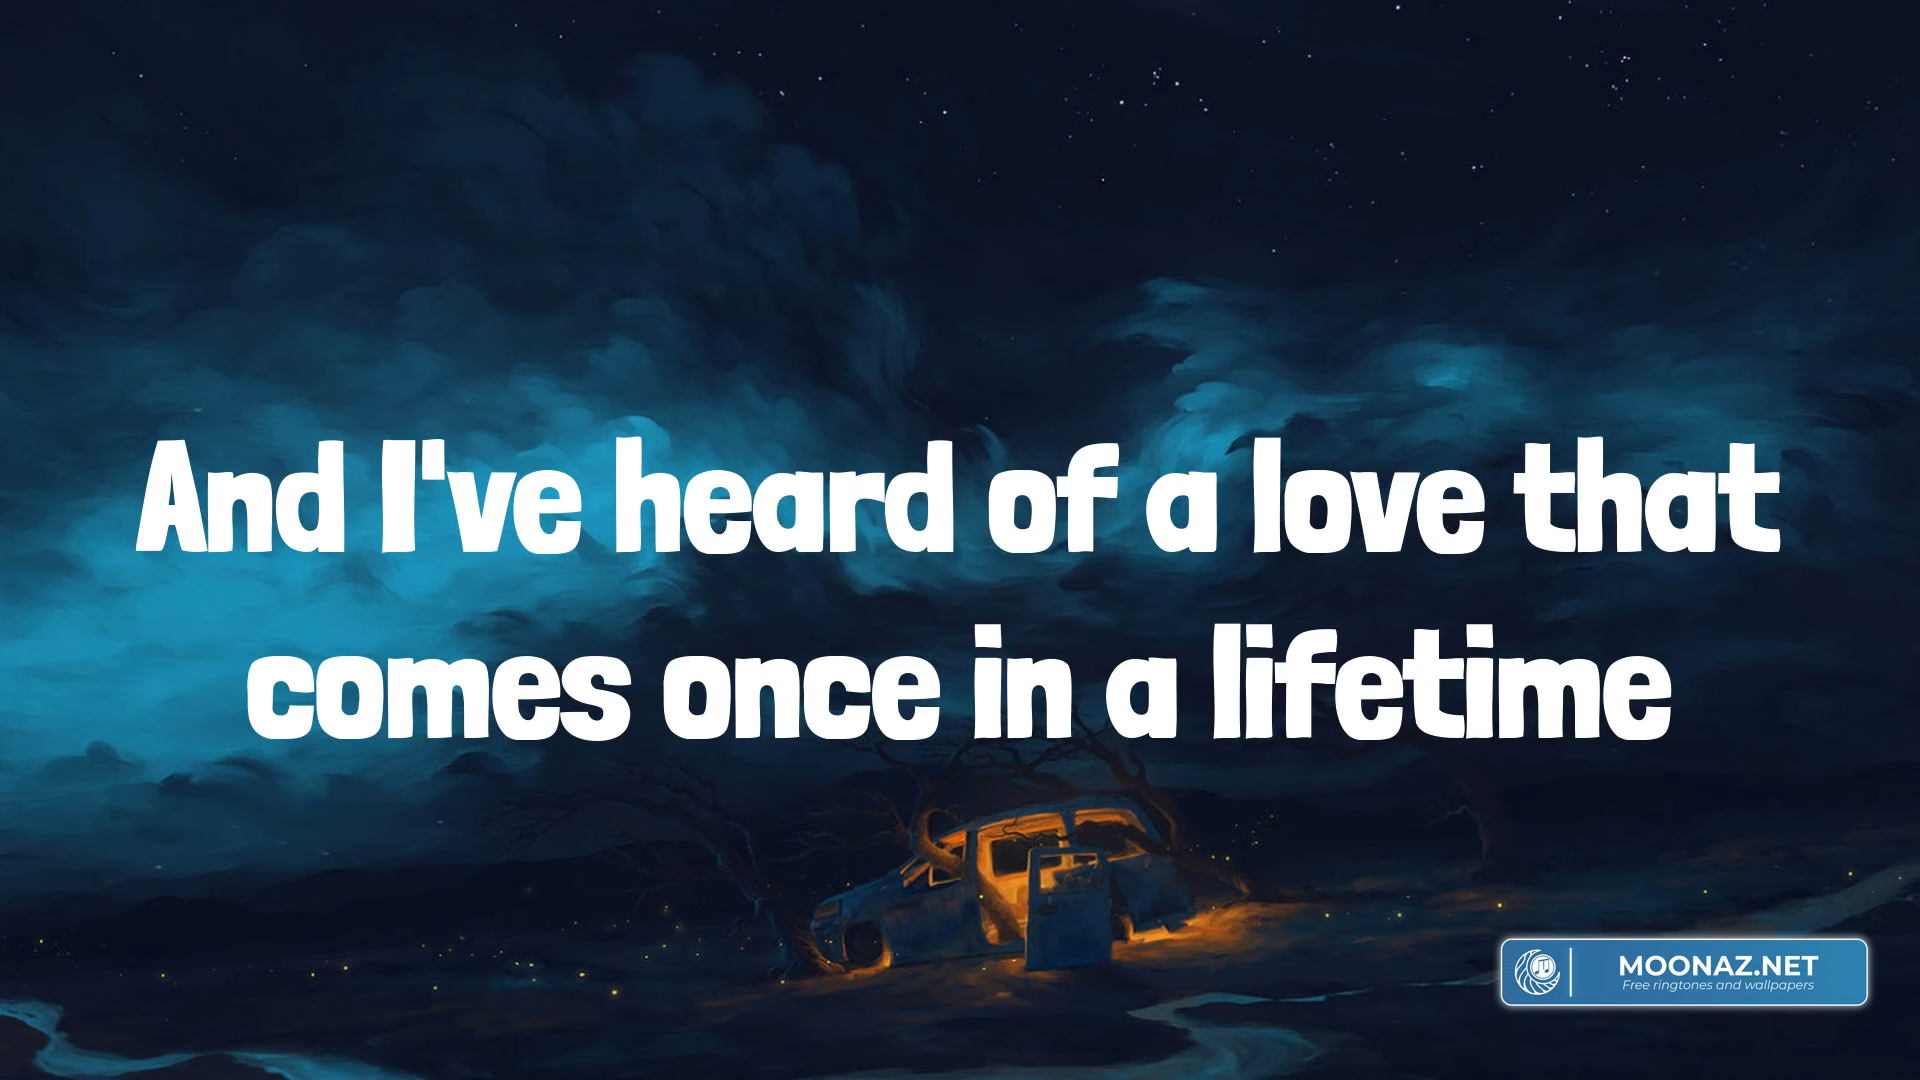 And I've heard of a love that
comes once in a lifetime
MOONAZ.NET
Free ringtones and wallpapers